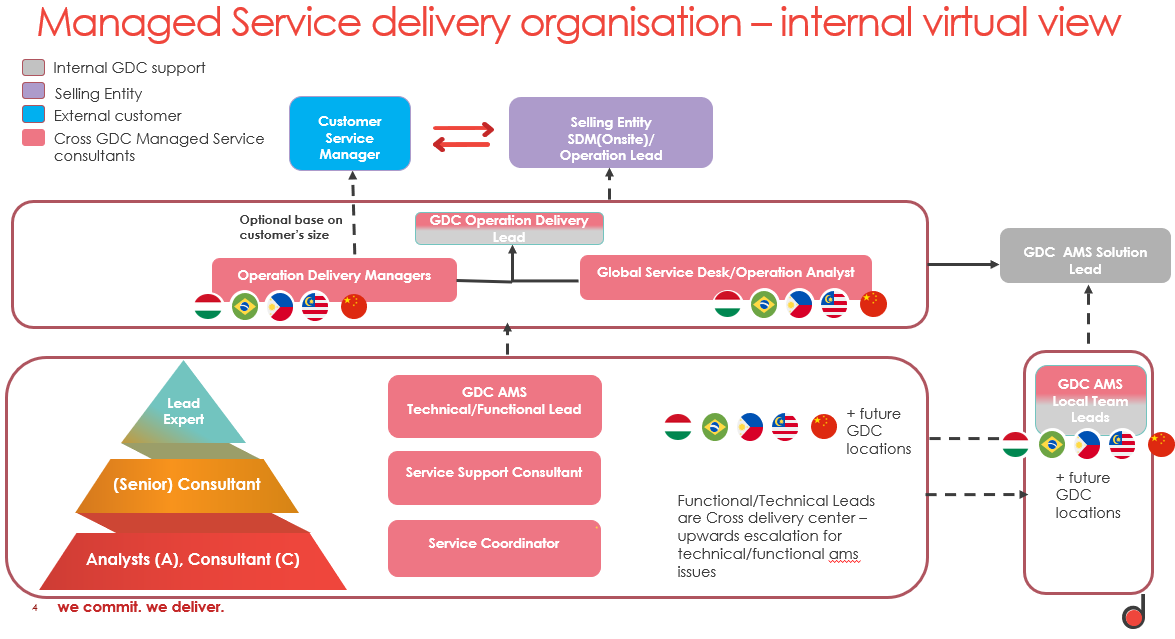 Managed Service delivery organisation – internal virtual view
Internal GDC support
Selling Entity
External customer
Cross GDC Managed Service
consultants
Customer
Service
Manager
Selling Entity
SDM(Onsite)/
Operation Lead
Optional base on
customer's size
GDC Operation Delivery
Lead
Operation Delivery Managers
Global Service Desk/Operation Analyst
GDC AMS Solution
Lead
Lead
Expert
(Senior) Consultant
Analysts (A), Consultant (C)
GDC AMS
Technical/Functional Lead
Service Support Consultant
Service Coordinator
+ future
GDC
locations
Functional/Technical Leads
are Cross delivery center –
upwards escalation for
technical/functional ams
issues
GDC AMS
Local Team
Leads
+ future
GDC
locations
4 we commit. we deliver.
d